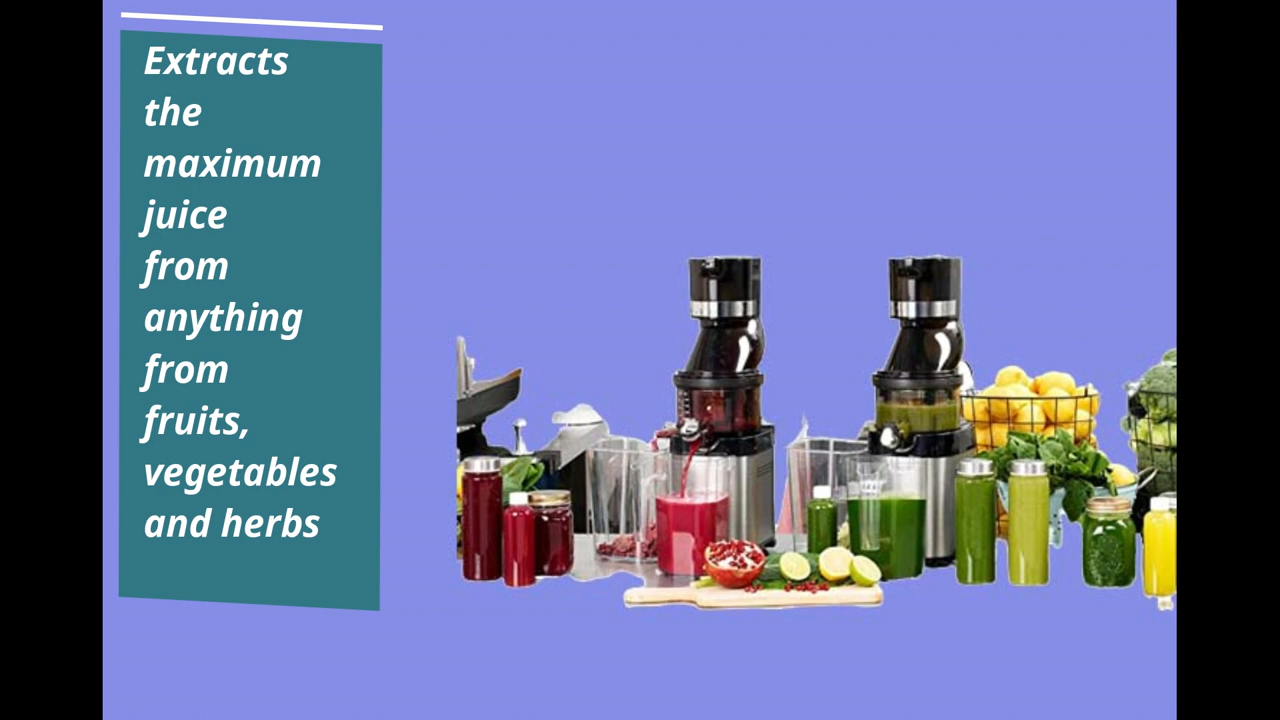 Extracts
the
maximum
juice
from
anything
from
fruits,
vegetables
and herbs